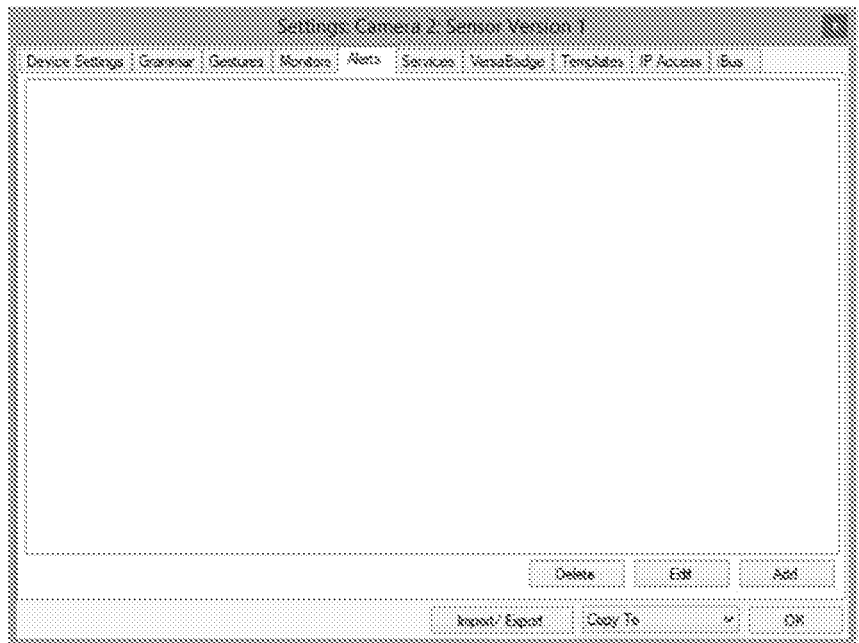 Settings: Camera 2: Sensor Version 1
Device Settings Grammar Gestures Monitors Alerts Services VersaBadge Templates IP Access iBus
Delete Edit Add
Import/ Export Copy To OK